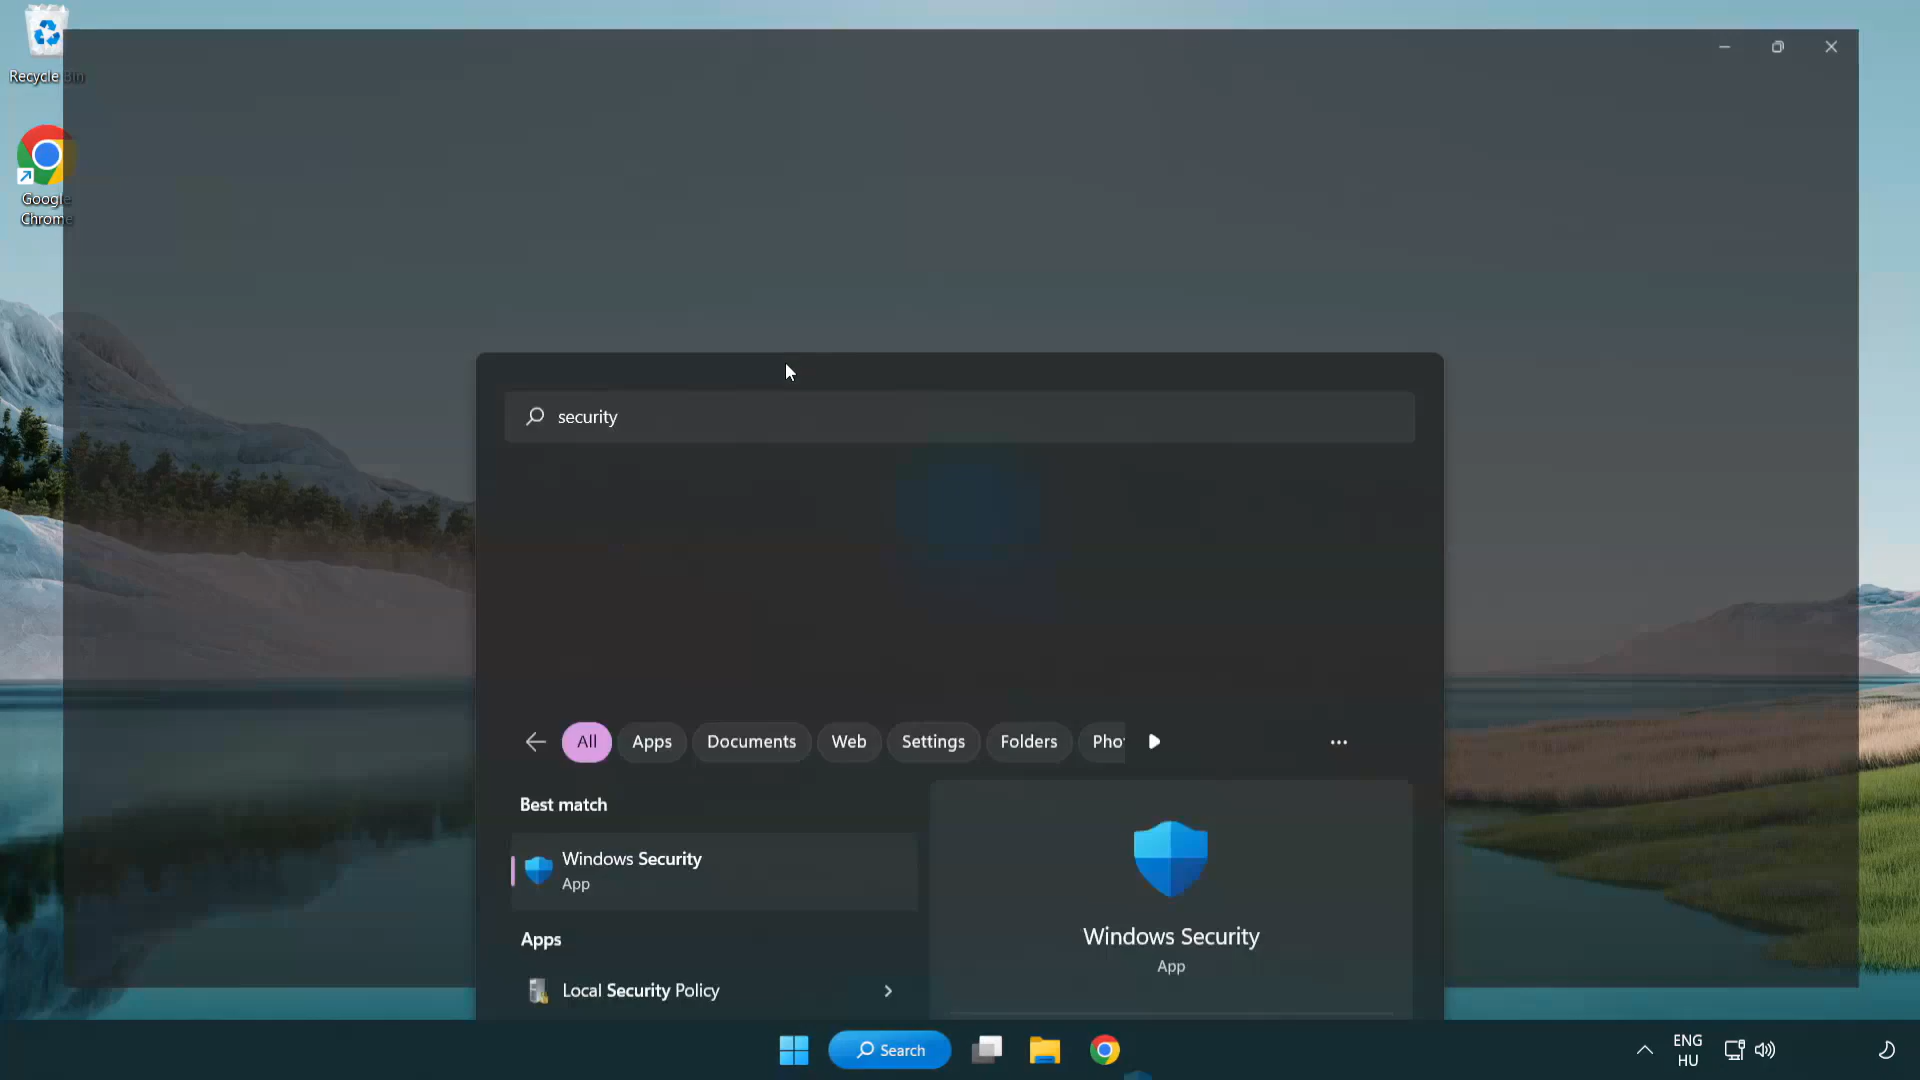 Recycle Bin
Google
Chrome
security
All
Apps
Documents
Web
Settings
Folders
Best match
Windows Security
App
Apps
Local Security Policy
Windows Security
App
Search
ENG
HU